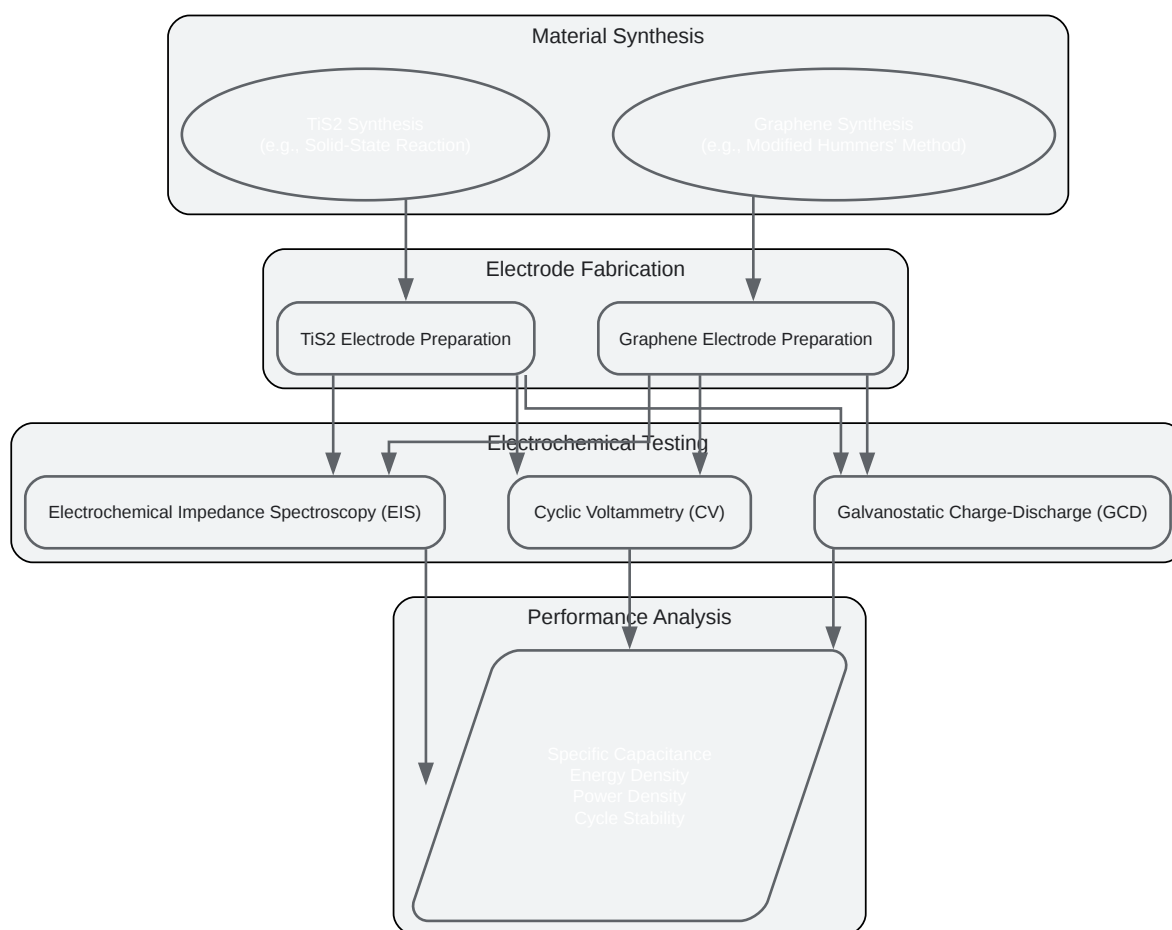 Material Synthesis
TiS2 Synthesis
(e.g., Solid-State Reaction)
Graphene Synthesis
(e.g., Modified Hummers' Method)
Electrode Fabrication
TiS2 Electrode Preparation
Graphene Electrode Preparation
Electrochemical Testing
Electrochemical Impedance Spectroscopy (EIS)
Cyclic Voltammetry (CV)
Galvanostatic Charge-Discharge (GCD)
Performance Analysis
Specific Capacitance
Energy Density
Power Density
Cycle Stability